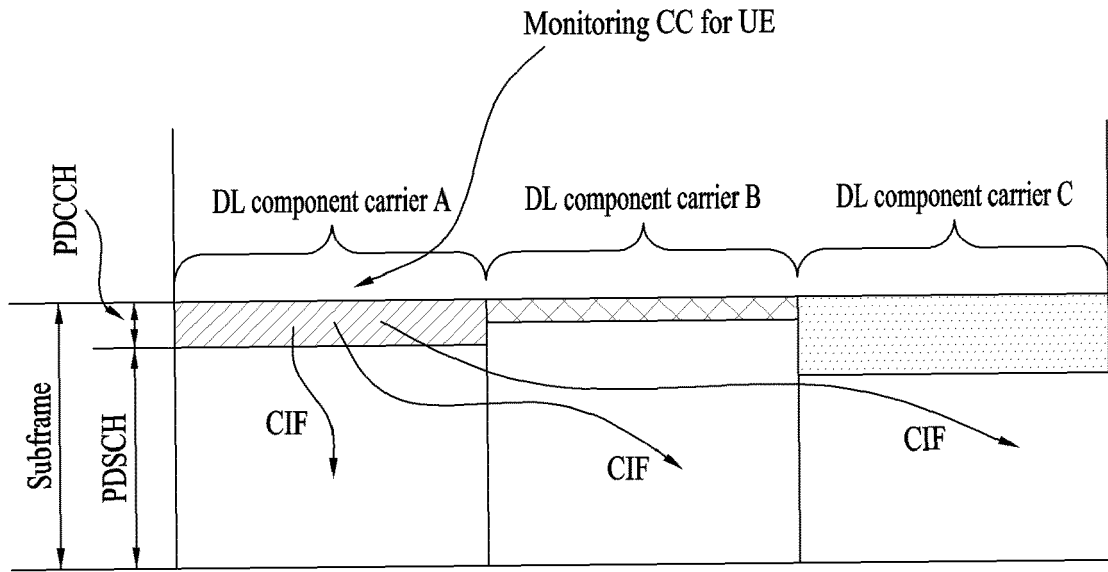 Monitoring CC for UE
DL component carrier A
DL component carrier B
DL component carrier C
PDCCH
Subframe
PDSCH
CIF
CIF
CIF